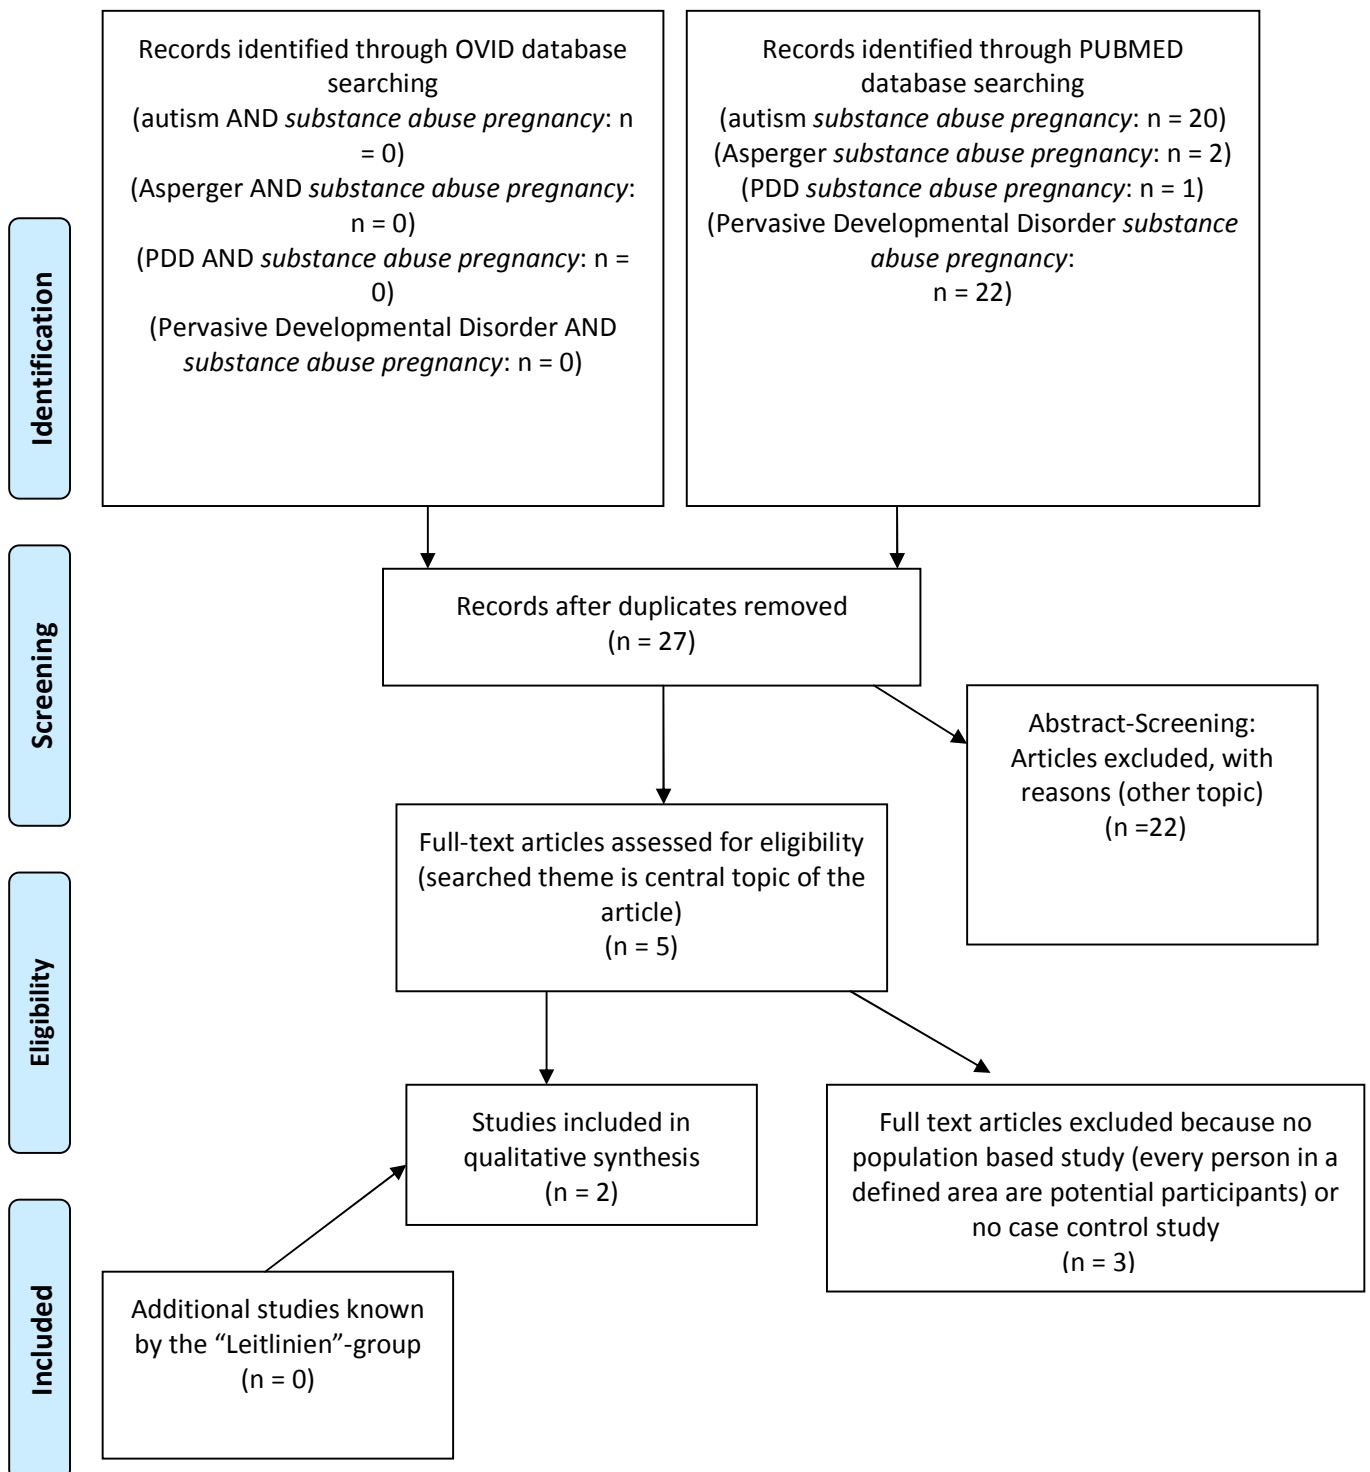 Records identified through OVID database
searching
(autism AND substance abuse pregnancy: n
= 0)
(Asperger AND substance abuse pregnancy:
n = 0)
(PDD AND substance abuse pregnancy: n =
0)
(Pervasive Developmental Disorder AND
substance abuse pregnancy: n = 0)
Records identified through PUBMED
database searching
(autism substance abuse pregnancy: n = 20)
(Asperger substance abuse pregnancy: n = 2)
(PDD substance abuse pregnancy: n = 1)
(Pervasive Developmental Disorder substance
abuse pregnancy:
n = 22)
Identification
Records after duplicates removed
(n = 27)
Screening
Abstract-Screening:
Articles excluded, with
reasons (other topic)
(n =22)
Full-text articles assessed for eligibility
(searched theme is central topic of the
article)
(n = 5)
Eligibility
Studies included in
qualitative synthesis
(n = 2)
Full text articles excluded because no
population based study (every person in a
defined area are potential participants) or
no case control study
(n = 3)
Included
Additional studies known
by the “Leitlinien”-group
(n = 0)